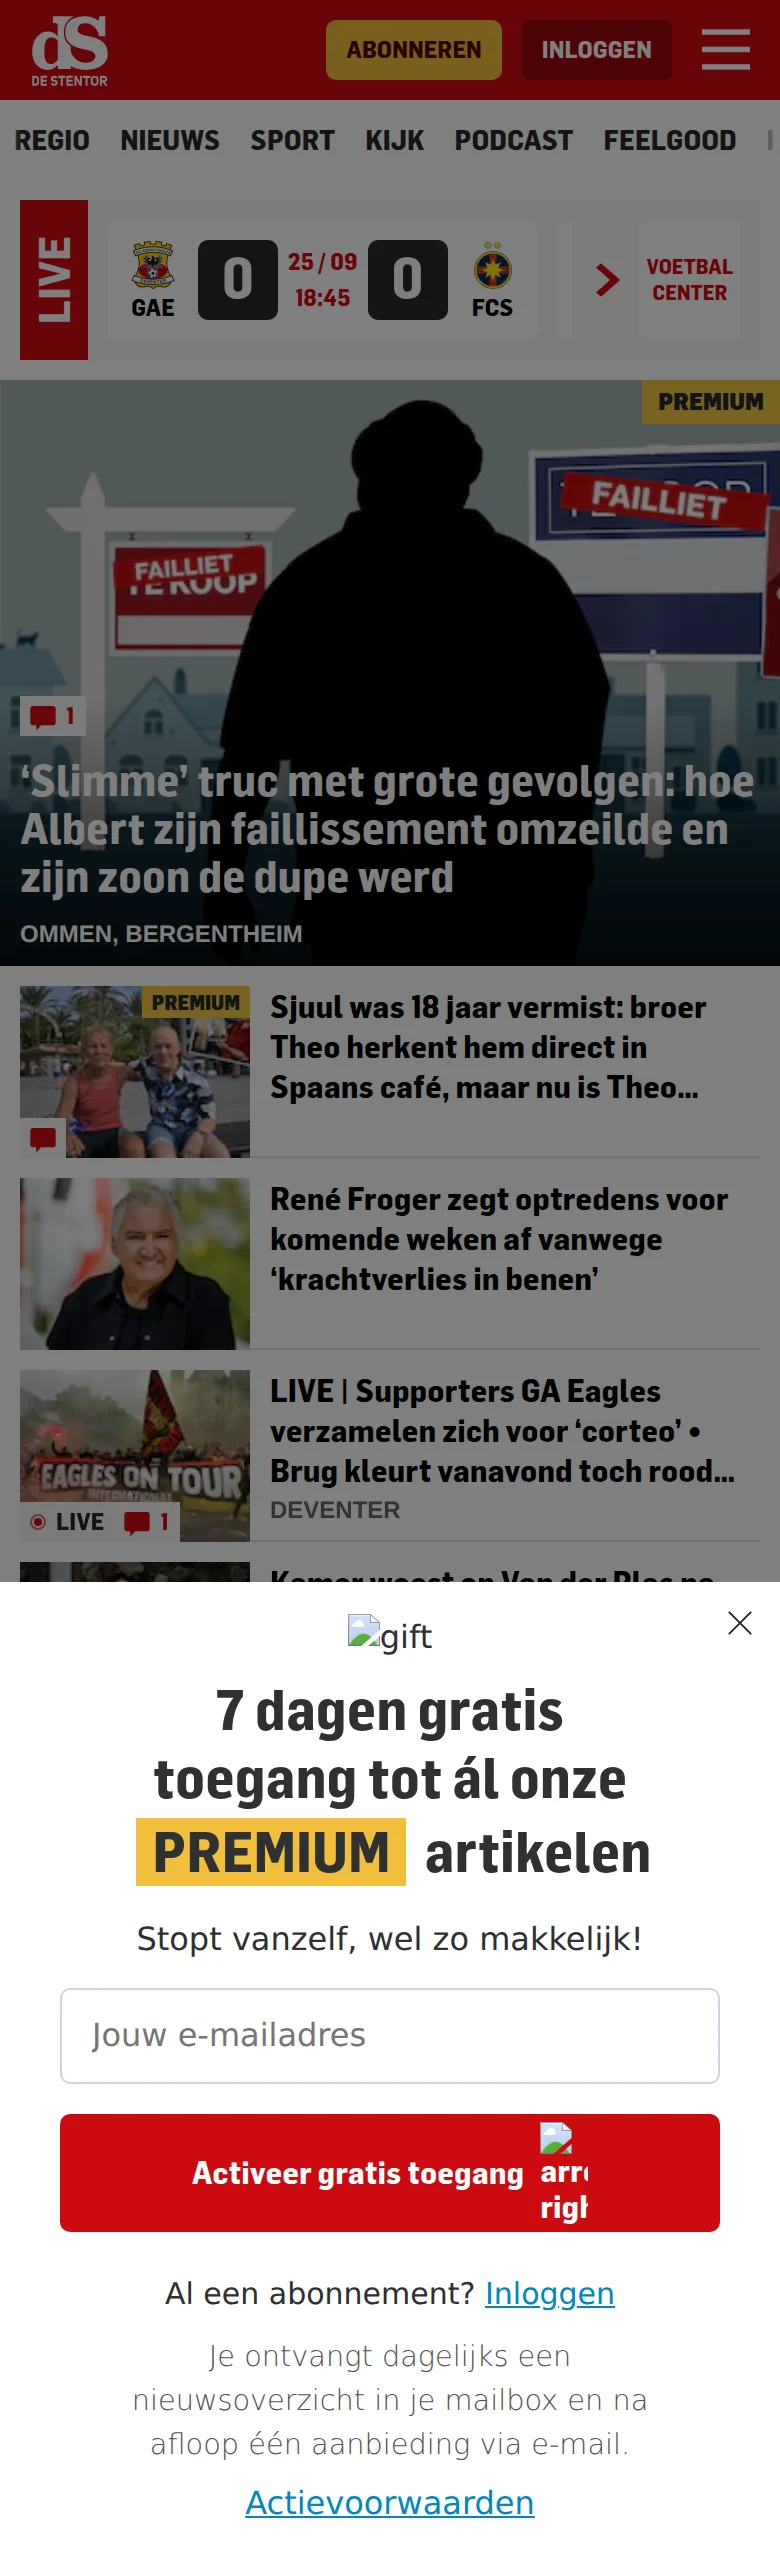 dS
DE STENTOR
ABONNEREN
INLOGGEN
REGIO NIEUWS SPORT KIJK PODCAST FEELGOOD
LIVE
GAE
0
25 / 09
18:45
0
FCS
VOETBAL
CENTER
PREMIUM
FAILLIET
TE KOOP
FAILLIET
1
‘Slimme’ truc met grote gevolgen: hoe
Albert zijn faillissement omzeilde en
zijn zoon de dupe werd
OMMEN, BERGENTHEIM
PREMIUM
Sjuul was 18 jaar vermist: broer
Theo herkent hem direct in
Spaans café, maar nu is Theo...
René Froger zegt optredens voor
komende weken af vanwege
‘krachtverlies in benen’
EAGLES ON TOUR
INTERNATIONAL
LIVE 1
LIVE | Supporters GA Eagles
verzamelen zich voor ‘corteo’ •
Brug kleurt vanavond toch rood...
DEVENTER
gift
7 dagen gratis
toegang tot ál onze
PREMIUM artikelen
Stopt vanzelf, wel zo makkelijk!
Jouw e-mailadres
Activeer gratis toegang
Al een abonnement? Inloggen
Je ontvangt dagelijks een
nieuwsoverzicht in je mailbox en na
afloop één aanbieding via e-mail.
Actievoorwaarden